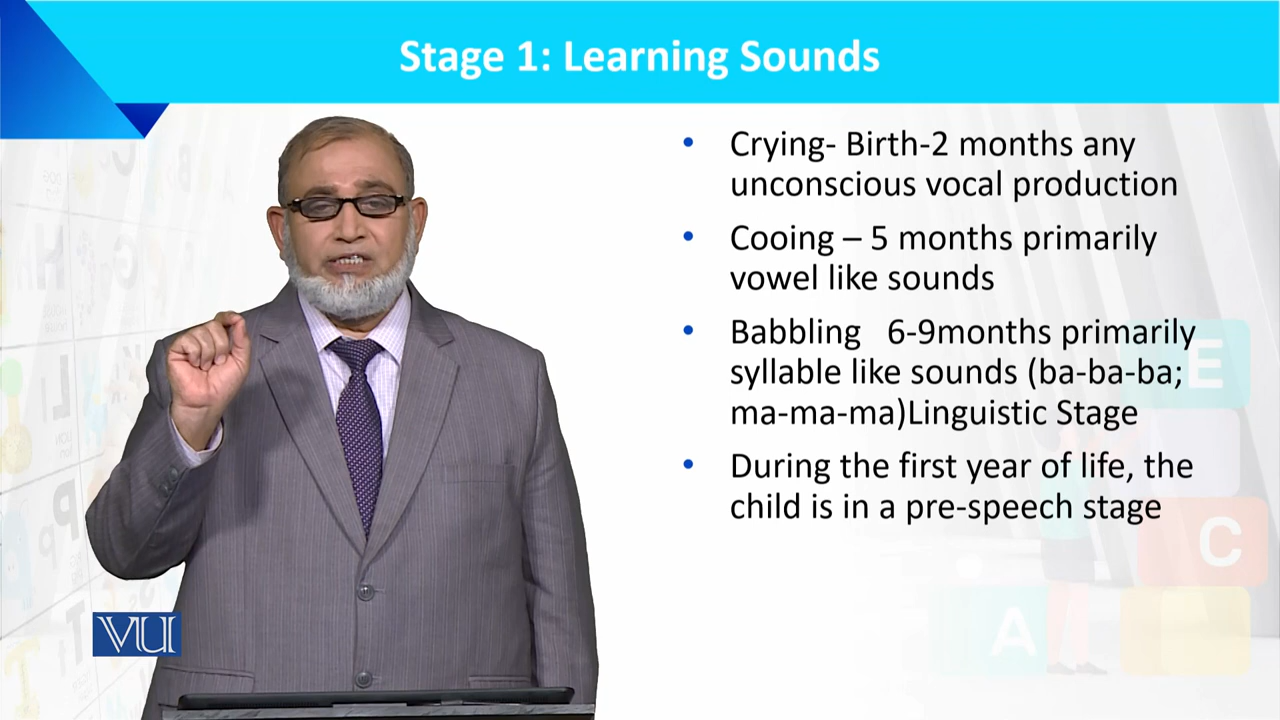 Stage 1: Learning Sounds
• Crying- Birth-2 months any
unconscious vocal production
• Cooing – 5 months primarily
vowel like sounds
• Babbling   6-9months primarily
syllable like sounds (ba-ba-ba;
ma-ma-ma)Linguistic Stage
• During the first year of life, the
child is in a pre-speech stage
VU
E
C
A